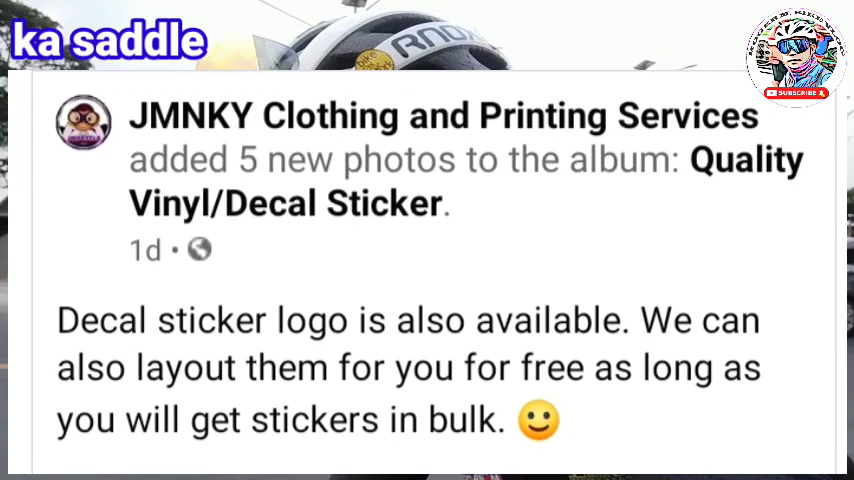 ka saddle
RNDX
SUBSCRIBE
JMNKY Clothing and Printing Services
added 5 new photos to the album: Quality
Vinyl/Decal Sticker.
1d •
Decal sticker logo is also available. We can
also layout them for you for free as long as
you will get stickers in bulk. 🙂